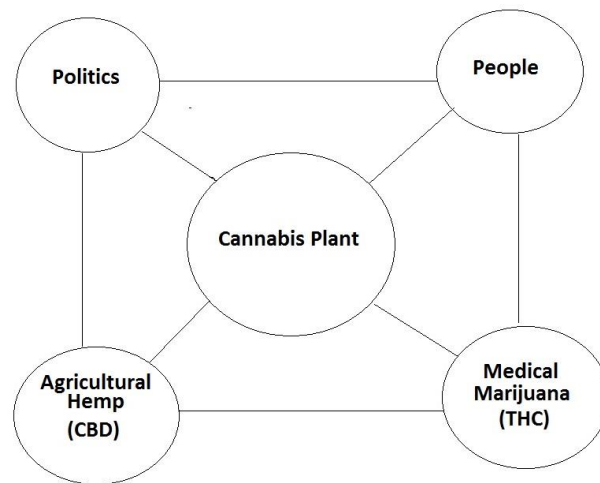 Politics
People
Cannabis Plant
Agricultural
Hemp
(CBD)
Medical
Marijuana
(THC)